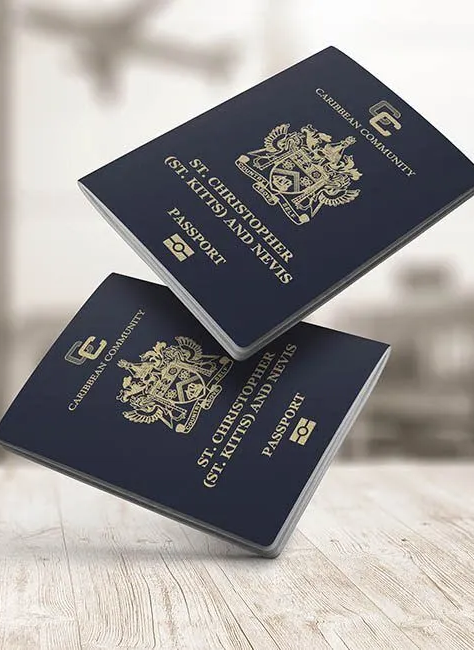 CARIBBEAN COMMUNITY
ST. CHRISTOPHER
(ST. KITTS) AND NEVIS
PASSPORT
CARIBBEAN COMMUNITY
ST. CHRISTOPHER
(ST. KITTS) AND NEVIS
PASSPORT